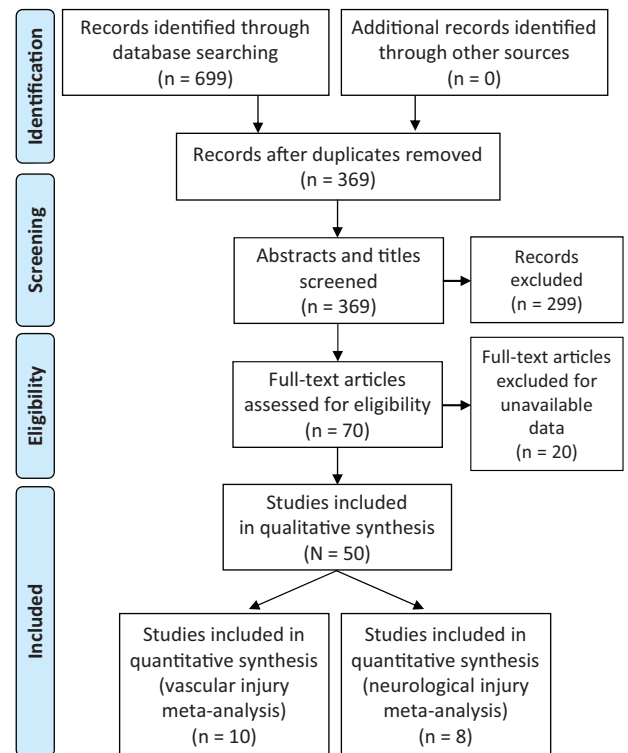 Identification
Records identified through
database searching
(n = 699)
Additional records identified
through other sources
(n = 0)
Records after duplicates removed
(n = 369)
Screening
Abstracts and titles
screened
(n = 369)
Records
excluded
(n = 299)
Eligibility
Full-text articles
assessed for eligibility
(n = 70)
Full-text articles
excluded for
unavailable
data
(n = 20)
Included
Studies included
in qualitative synthesis
(N = 50)
Studies included in
quantitative synthesis
(vascular injury
meta-analysis)
(n = 10)
Studies included in
quantitative synthesis
(neurological injury
meta-analysis)
(n = 8)